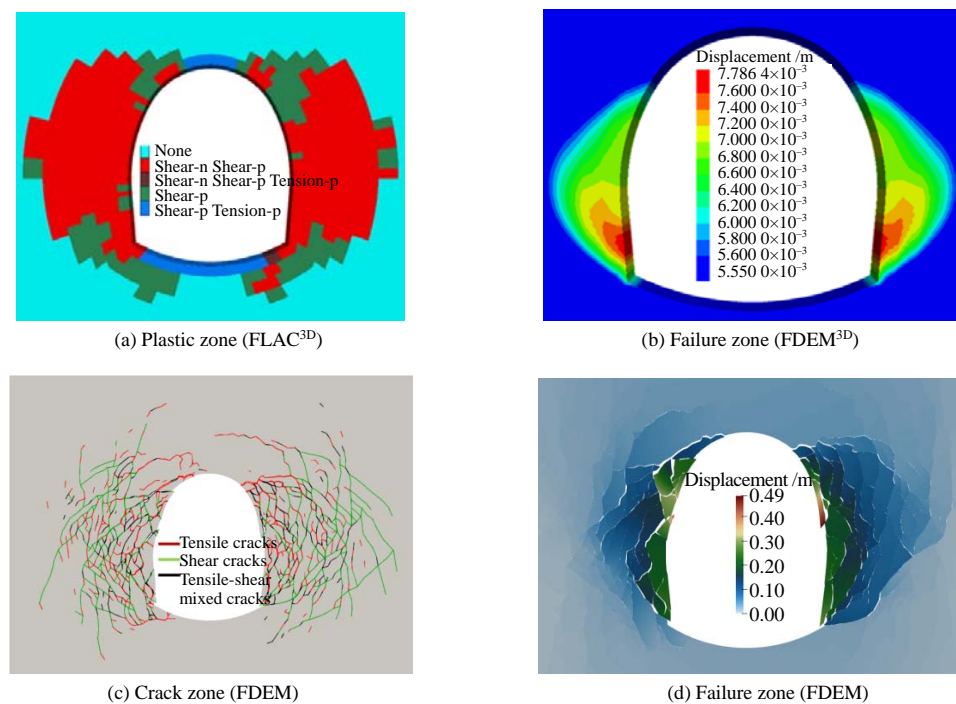 None
Shear-n Shear-p
Shear-n Shear-p Tension-p
Shear-p
Shear-p Tension-p
(a) Plastic zone (FLAC3D)
Displacement /m
7.786 4×10−3
7.600 0×10−3
7.400 0×10−3
7.200 0×10−3
7.000 0×10−3
6.800 0×10−3
6.600 0×10−3
6.400 0×10−3
6.200 0×10−3
6.000 0×10−3
5.800 0×10−3
5.600 0×10−3
5.550 0×10−3
(b) Failure zone (FDEM3D)
Tensile cracks
Shear cracks
Tensile-shear
mixed cracks
(c) Crack zone (FDEM)
Displacement /m
0.49
0.40
0.30
0.20
0.10
0.00
(d) Failure zone (FDEM)